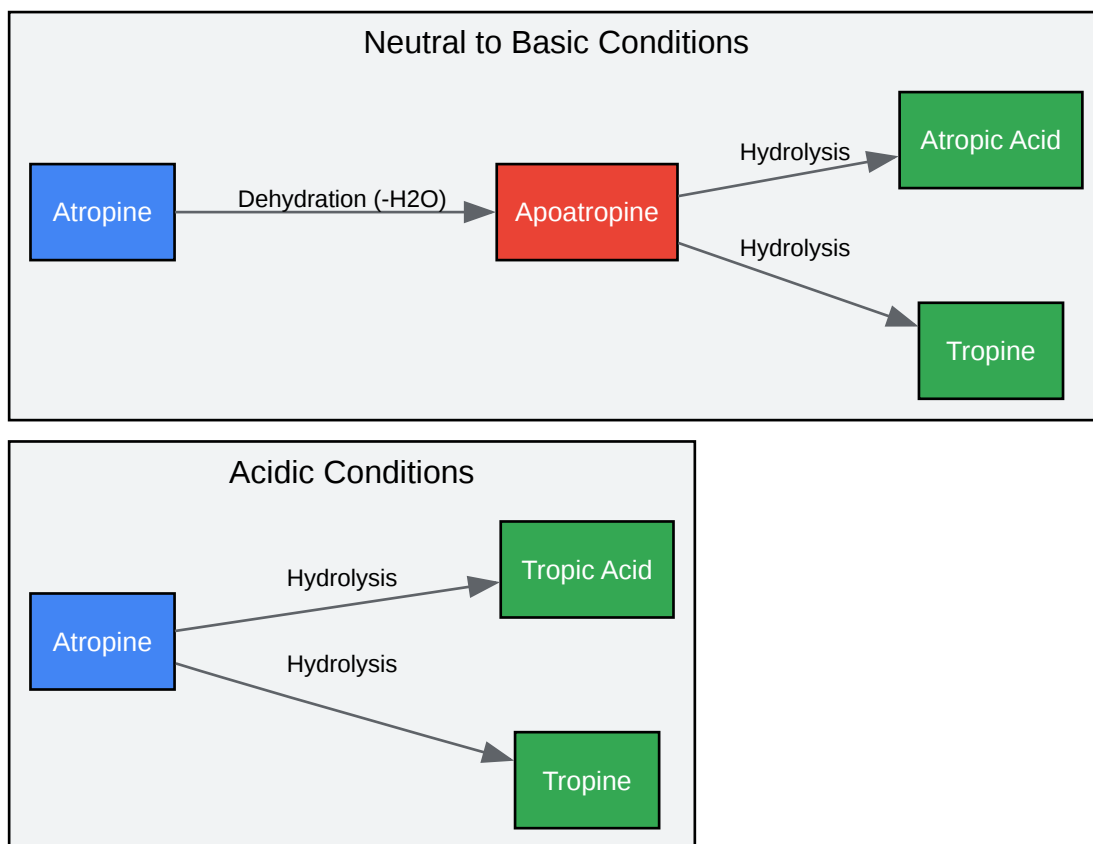 Neutral to Basic Conditions
Atropine
Dehydration (-H2O)
Apoatropine
Hydrolysis
Atropic Acid
Hydrolysis
Tropine
Acidic Conditions
Atropine
Hydrolysis
Tropic Acid
Hydrolysis
Tropine